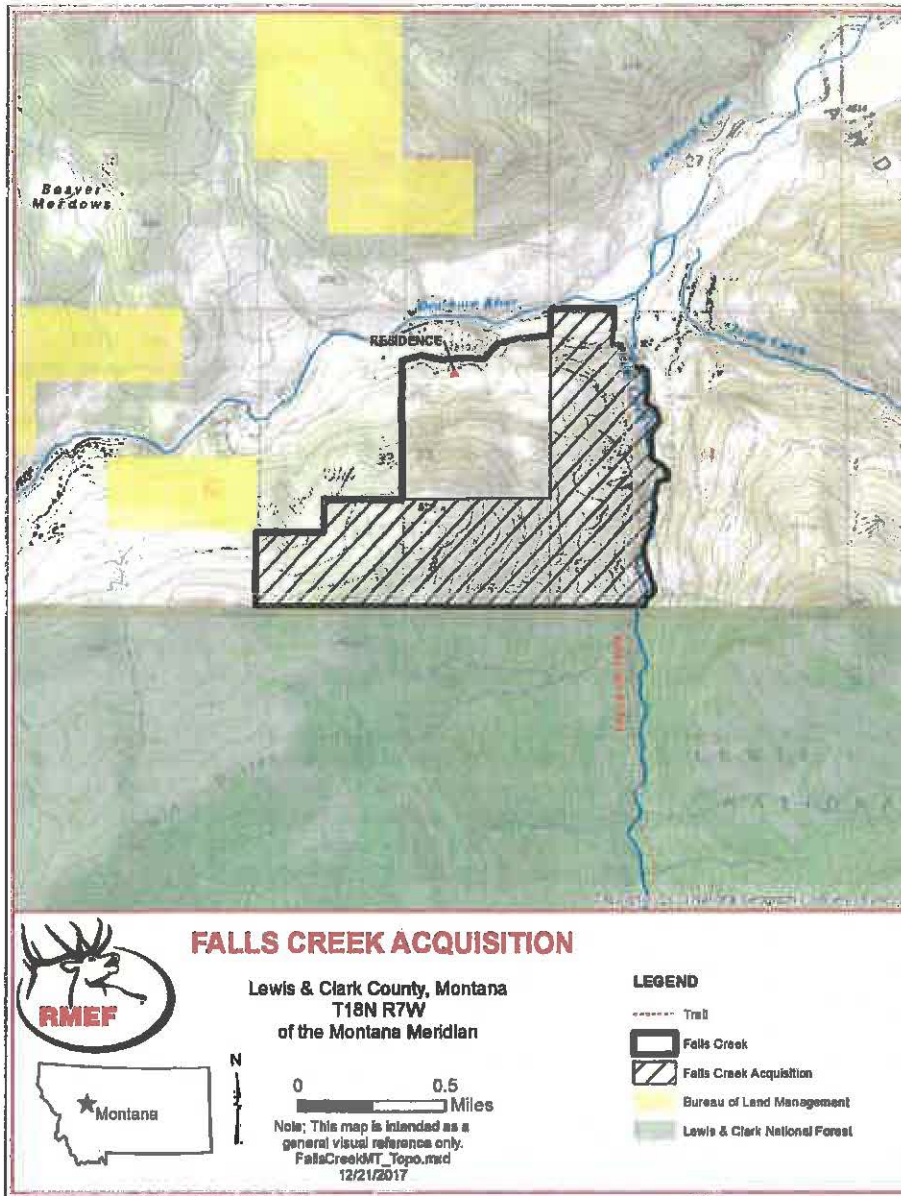 Beaver
Meadows
27
RESIDENCE
33
FALLS CREEK ACQUISITION
RMEF
Lewis & Clark County, Montana
T18N R7W
of the Montana Meridian
N
Montana
0 0.5
Miles
Note; This map is intended as a
general visual reference only.
FallsCreekMT_Topo.mxd
12/21/2017
LEGEND
Trail
Falls Creek
Falls Creek Acquisition
Bureau of Land Management
Lewis & Clark National Forest